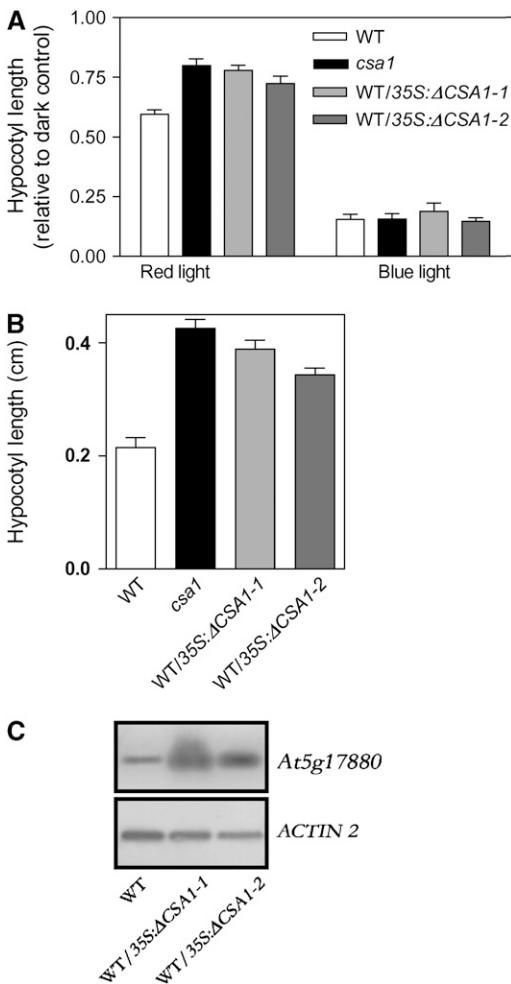 A
Hypocotyl length
(relative to dark control)
1.00
0.75
0.50
0.25
0.00
WT
csa1
WT/35S:ΔCSA1-1
WT/35S:ΔCSA1-2
Red light
Blue light
B
Hypocotyl length (cm)
0.4
0.2
0.0
WT
csa1
WT/35S:ΔCSA1-1
WT/35S:ΔCSA1-2
C
At5g17880
ACTIN 2
WT
WT/35S:ΔCSA1-1
WT/35S:ΔCSA1-2